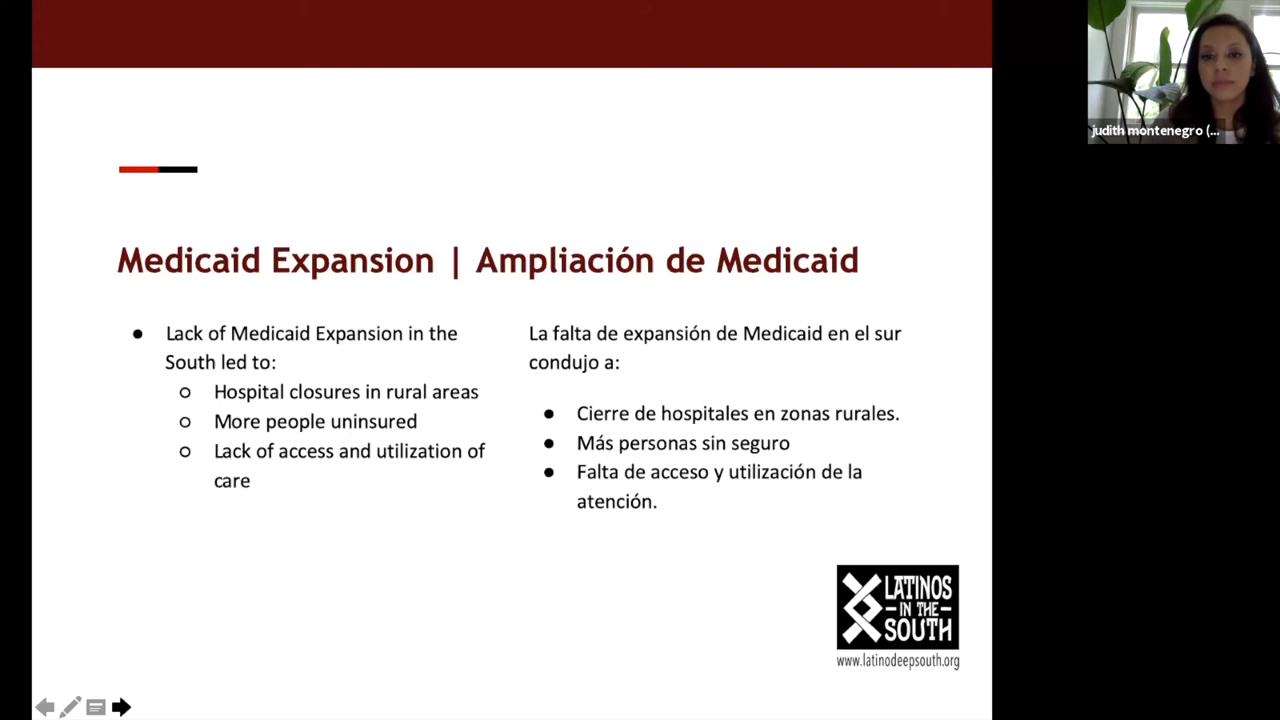 Medicaid Expansion | Ampliación de Medicaid
● Lack of Medicaid Expansion in the
South led to:
○ Hospital closures in rural areas
○ More people uninsured
○ Lack of access and utilization of
care
La falta de expansión de Medicaid en el sur
condujo a:
● Cierre de hospitales en zonas rurales.
● Más personas sin seguro
● Falta de acceso y utilización de la
atención.
LATINOS
IN THE
SOUTH
www.latinodeepsouth.org
judith montenegro (...